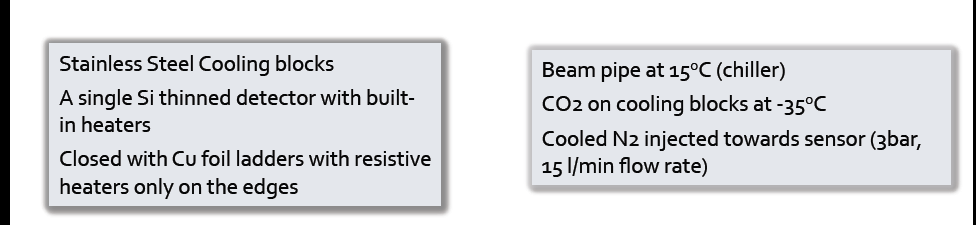 Stainless Steel Cooling blocks
A single Si thinned detector with built-
in heaters
Closed with Cu foil ladders with resistive
heaters only on the edges
Beam pipe at 15°C (chiller)
CO2 on cooling blocks at -35°C
Cooled N2 injected towards sensor (3bar,
15 l/min flow rate)